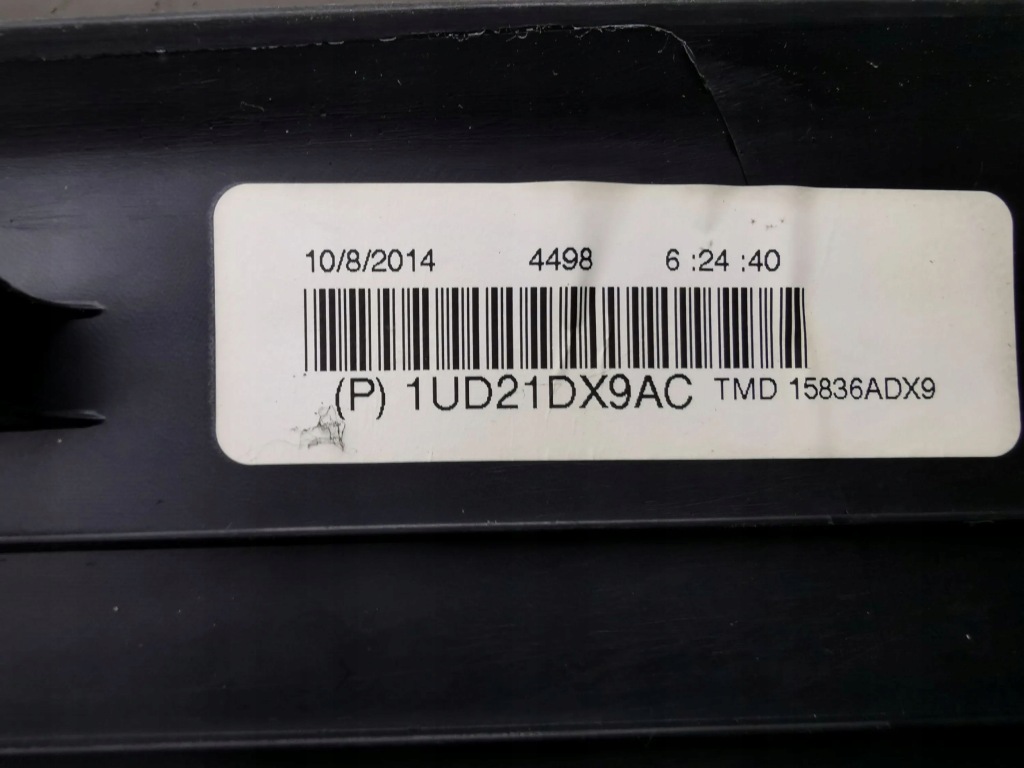 10/8/2014 4498 6 :24 :40
(P) 1UD21DX9AC TMD 15836ADX9